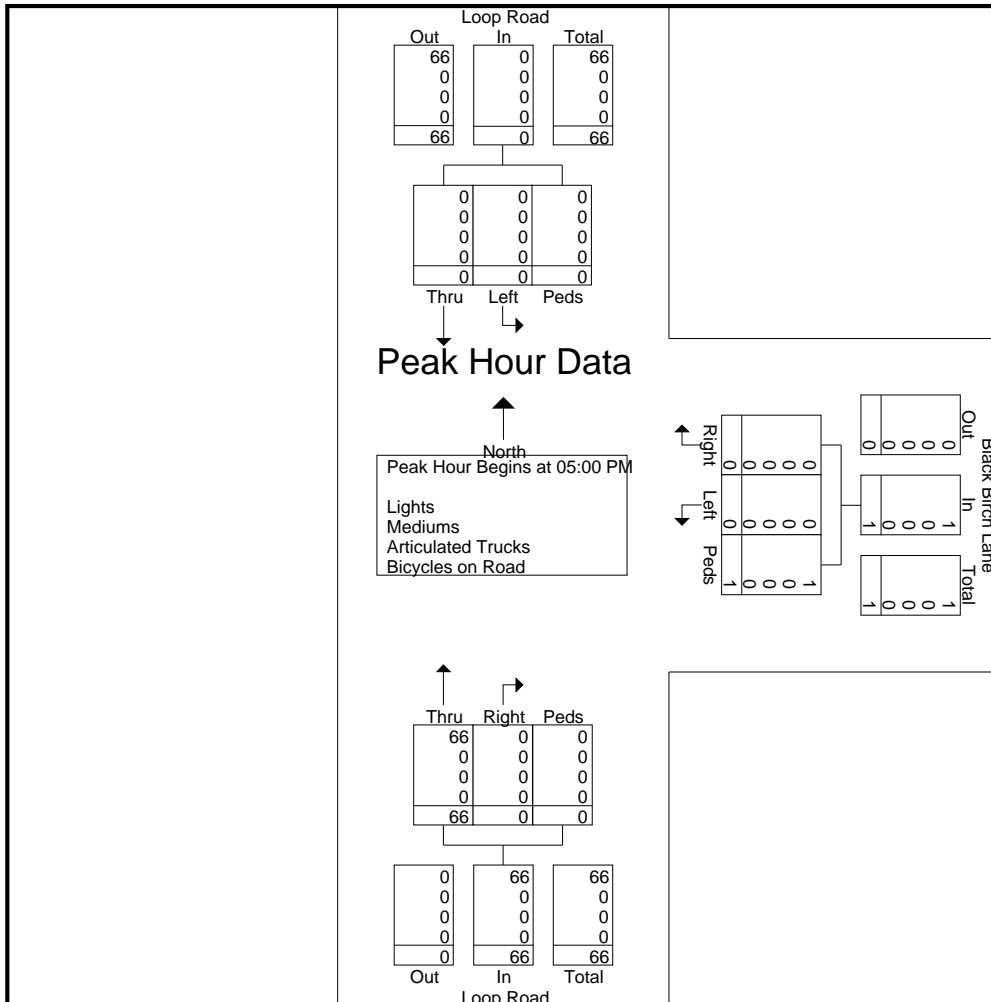 Loop Road
Out In Total
66 0 66
0 0 0
0 0 0
0 0 0
66 0 66
0 0 0
0 0 0
0 0 0
0 0 0
0 0 0
Thru Left Peds
Peak Hour Data
North
Peak Hour Begins at 05:00 PM
Lights
Mediums
Articulated Trucks
Bicycles on Road
Black Birch Lane
Out In Total
0 1 1
0 0 0
0 0 0
0 0 0
0 1 1
Right Left Peds
0 0 1
0 0 0
0 0 0
0 0 0
0 0 1
Thru Right Peds
66 0 0
0 0 0
0 0 0
0 0 0
66 0 0
0 66 66
0 0 0
0 0 0
0 0 0
0 66 66
Out In Total
Loop Road